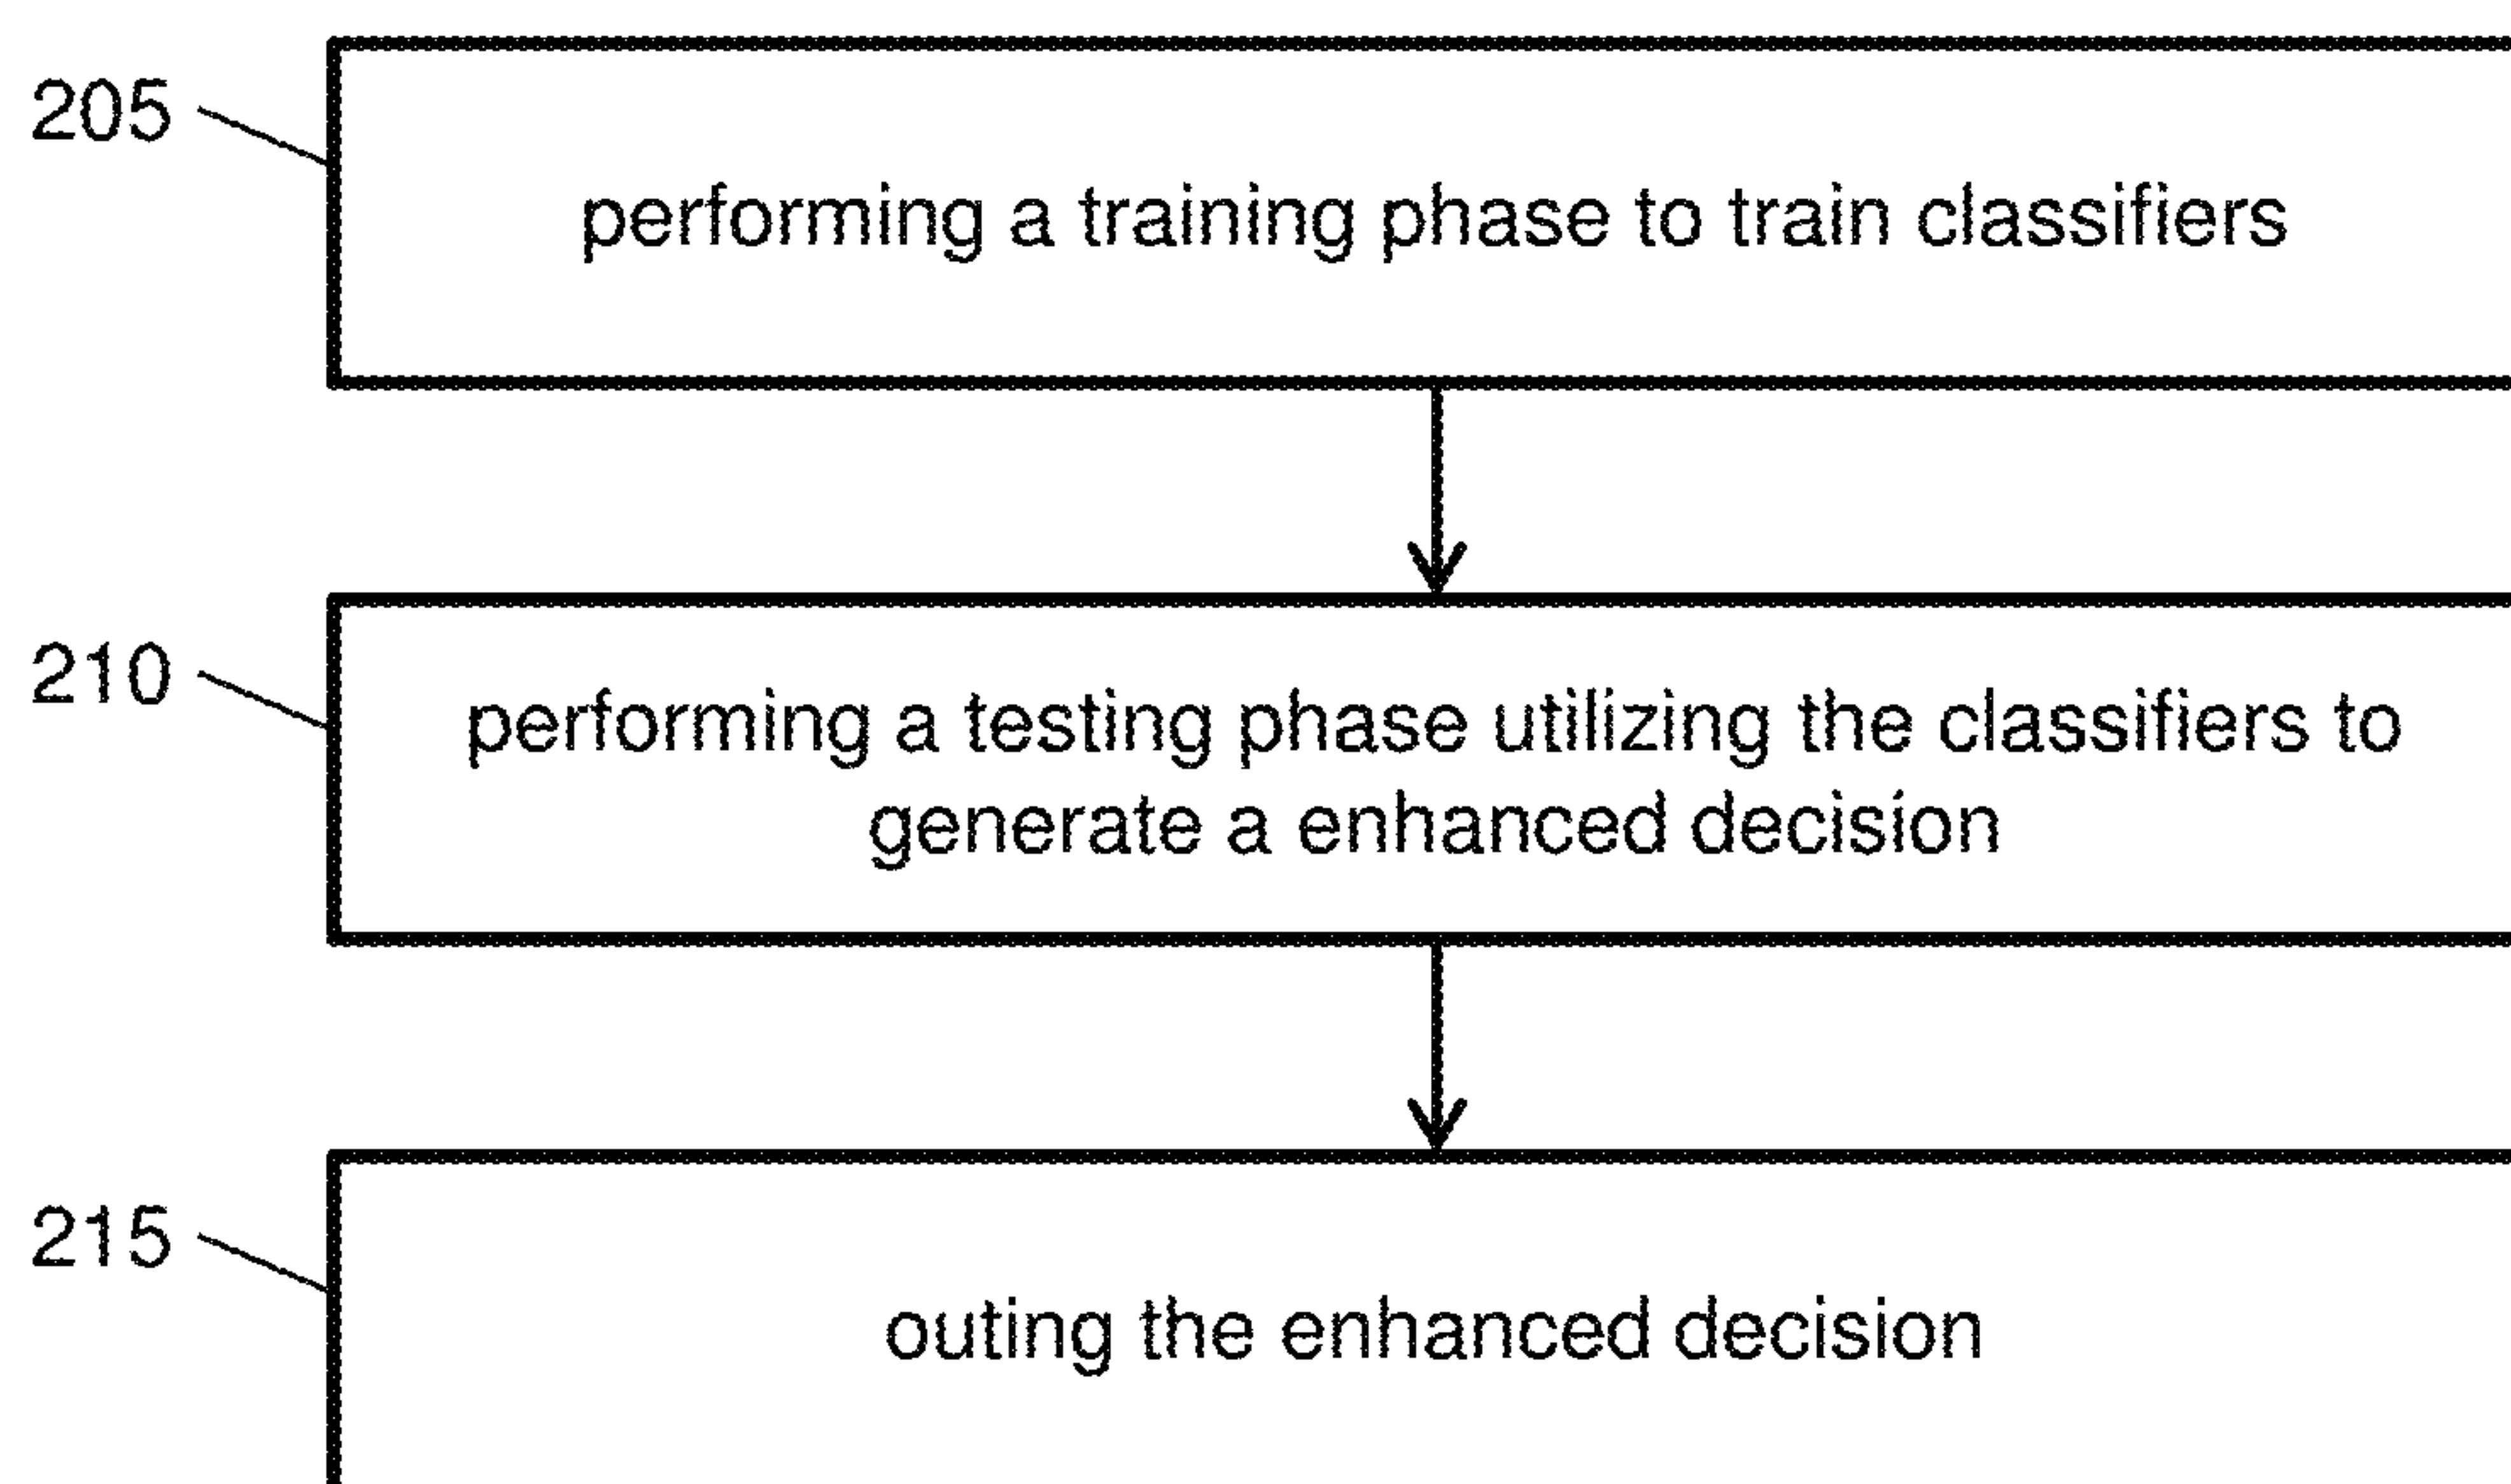 205
performing a training phase to train classifiers
210
performing a testing phase utilizing the classifiers to
generate a enhanced decision
215
outing the enhanced decision